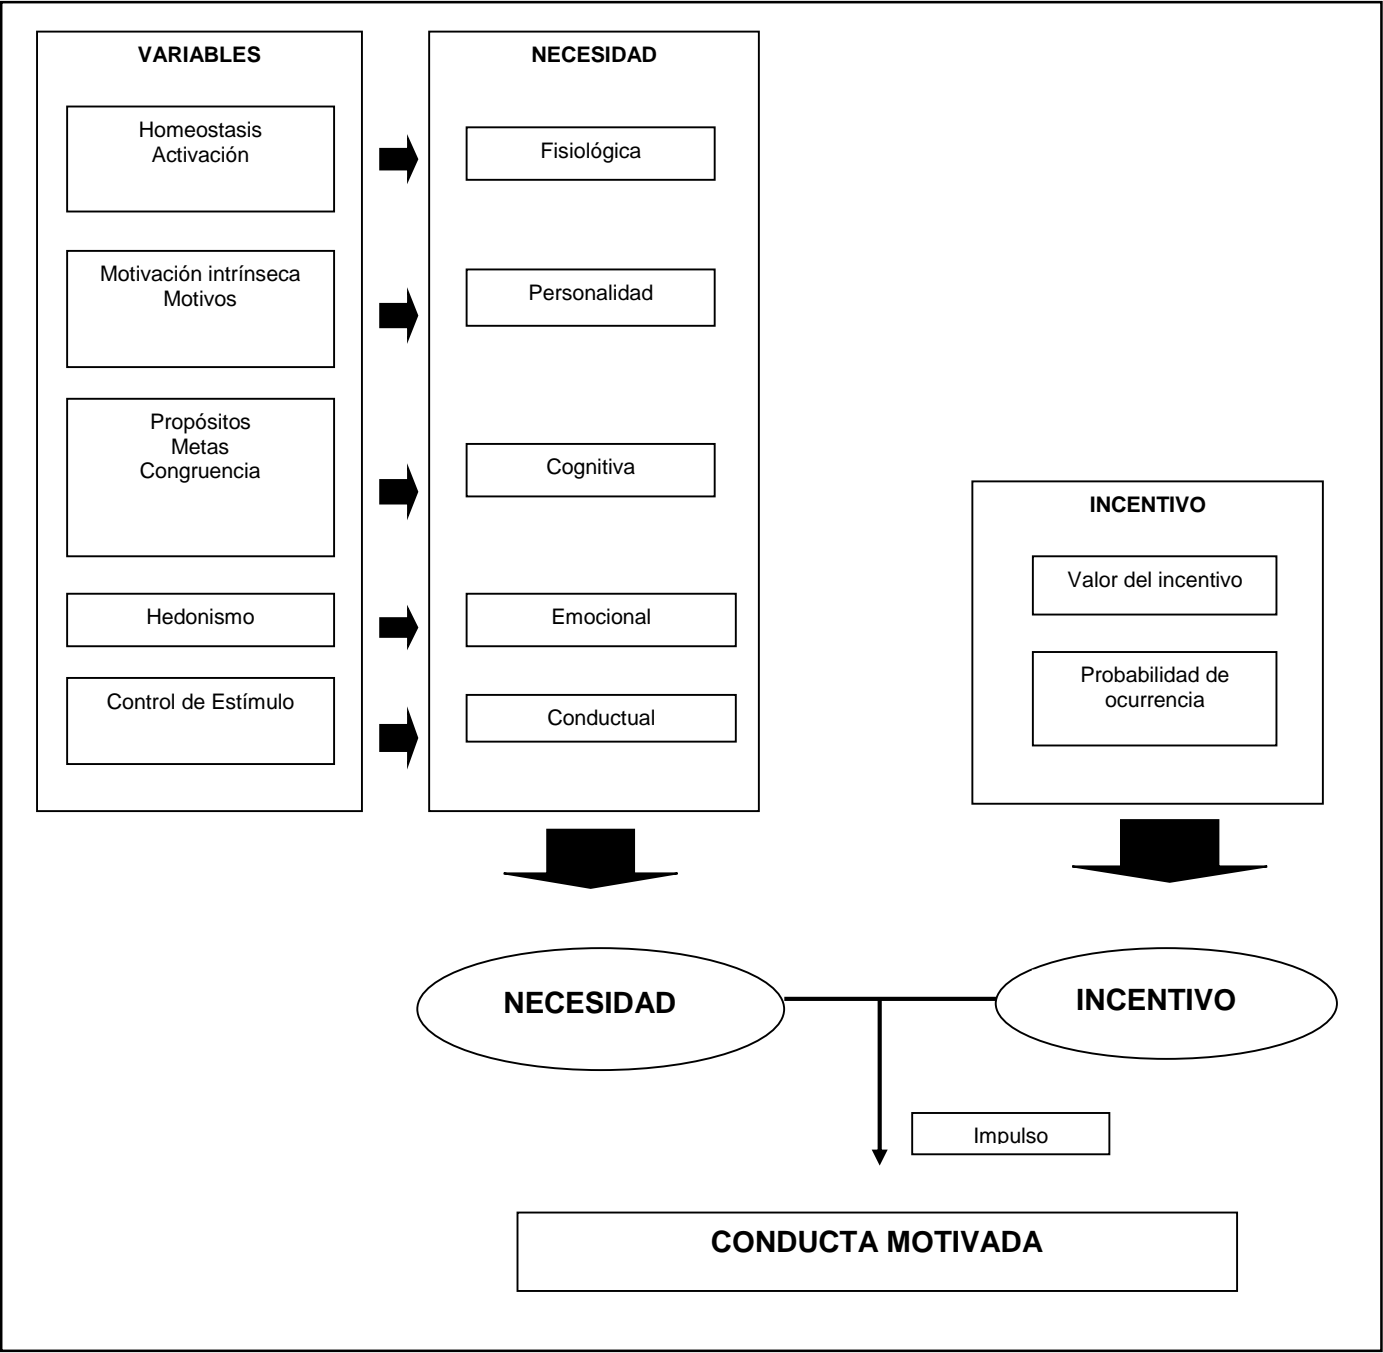 VARIABLES
Homeostasis
Activación
Motivación intrínseca
Motivos
Propósitos
Metas
Congruencia
Hedonismo
Control de Estímulo
NECESIDAD
Fisiológica
Personalidad
Cognitiva
Emocional
Conductual
INCENTIVO
Valor del incentivo
Probabilidad de
ocurrencia
NECESIDAD
INCENTIVO
Impulso
CONDUCTA MOTIVADA